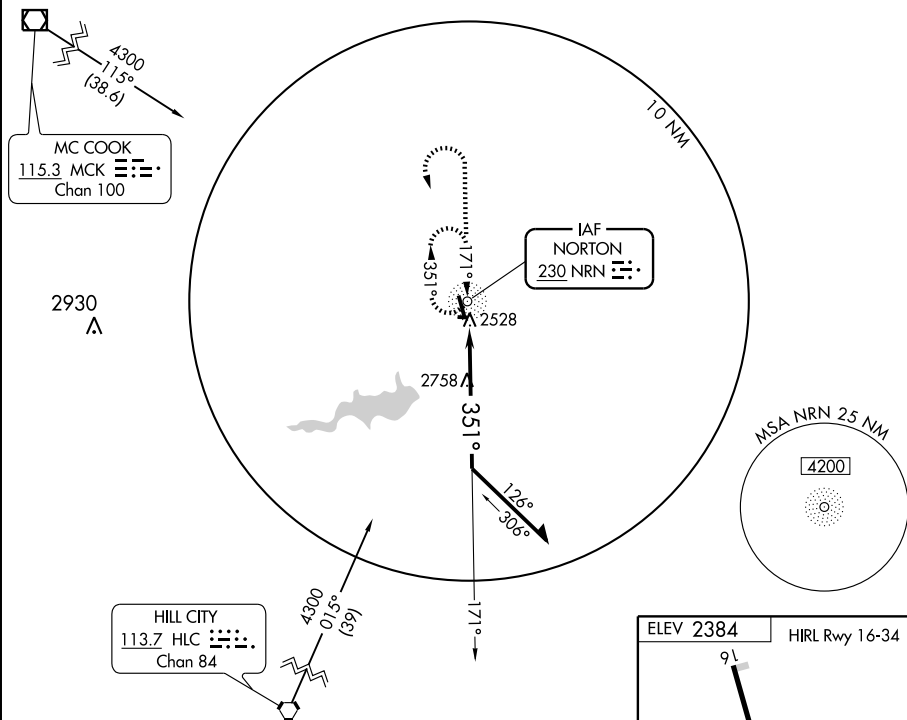 4300
115°
(38.6)
10 NM
MC COOK
115.3 MCK
Chan 100
IAF
NORTON
230 NRN
351°
171°
2930
2528
2758
351°
MSA NRN 25 NM
4200
126°
306°
4300
015°
(39)
171°
HILL CITY
113.7 HLC
Chan 84
ELEV 2384
HIRL Rwy 16-34
16